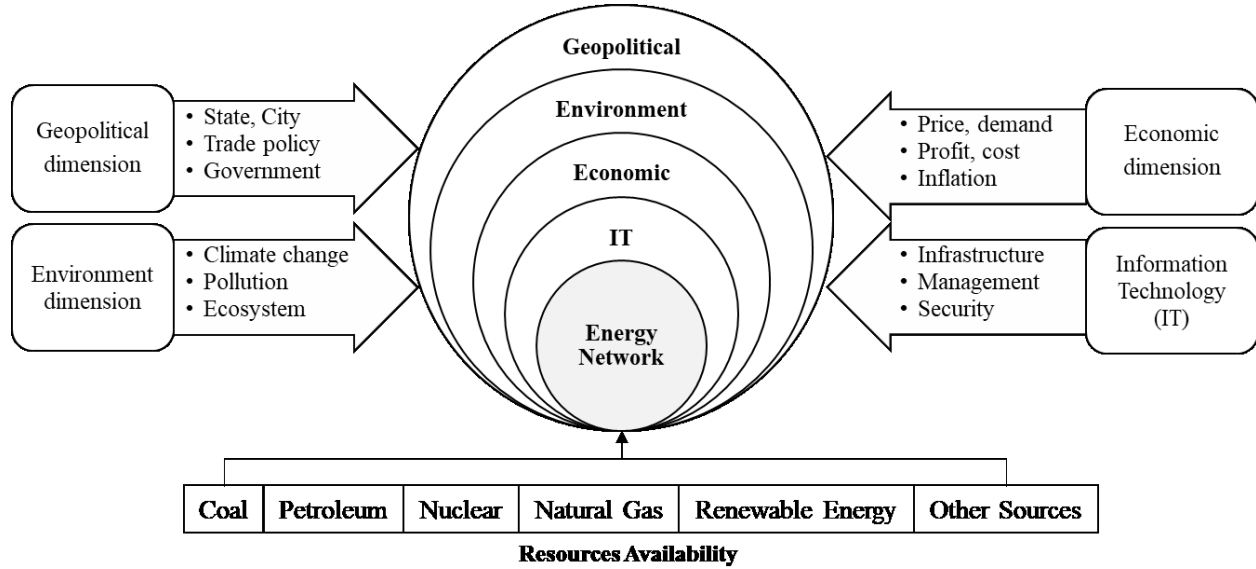 Geopolitical
Environment
Economic
IT
Energy
Network
Geopolitical
dimension
• State, City
• Trade policy
• Government
Environment
dimension
• Climate change
• Pollution
• Ecosystem
• Price, demand
• Profit, cost
• Inflation
Economic
dimension
• Infrastructure
• Management
• Security
Information
Technology
(IT)
Coal
Petroleum
Nuclear
Natural Gas
Renewable Energy
Other Sources
Resources Availability